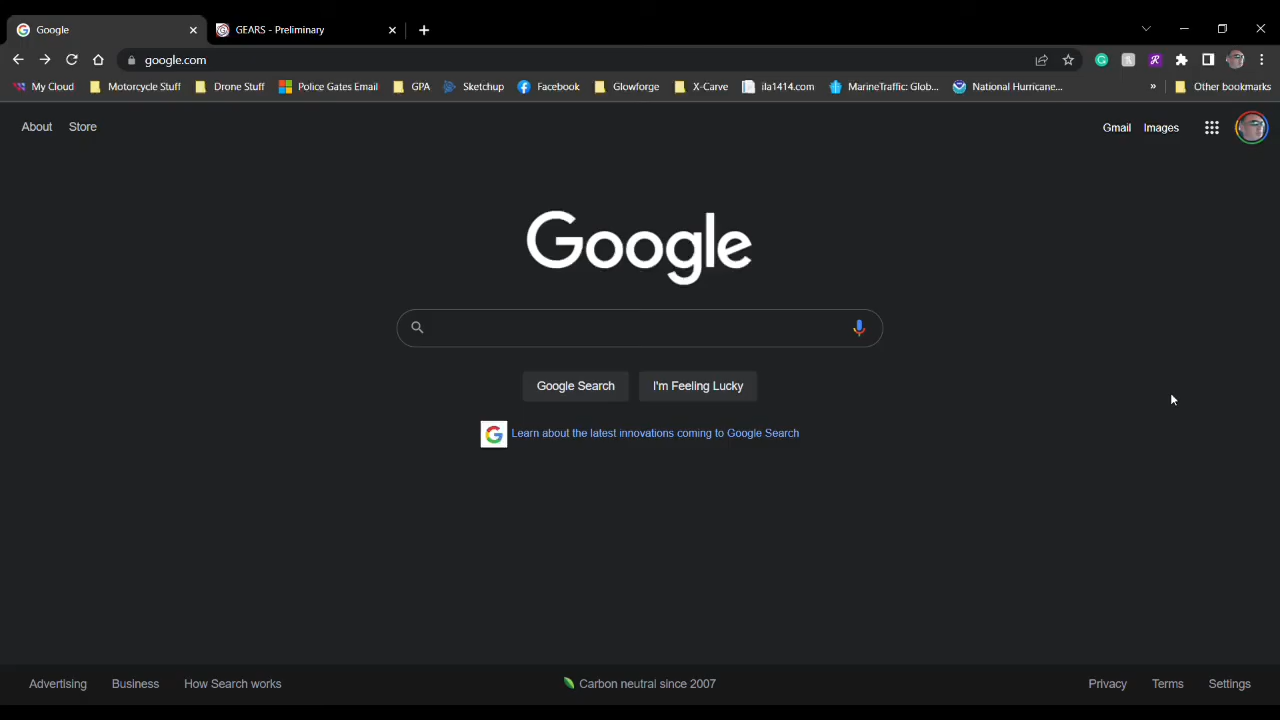 Google
GEARS - Preliminary
google.com
My Cloud
Motorcycle Stuff
Drone Stuff
Police Gates Email
GPA
Sketchup
Facebook
Glowforge
X-Carve
ila1414.com
MarineTraffic: Glob...
National Hurricane...
»
Other bookmarks
About
Store
Gmail
Images
Google
Google Search
I'm Feeling Lucky
Learn about the latest innovations coming to Google Search
Advertising
Business
How Search works
Carbon neutral since 2007
Privacy
Terms
Settings